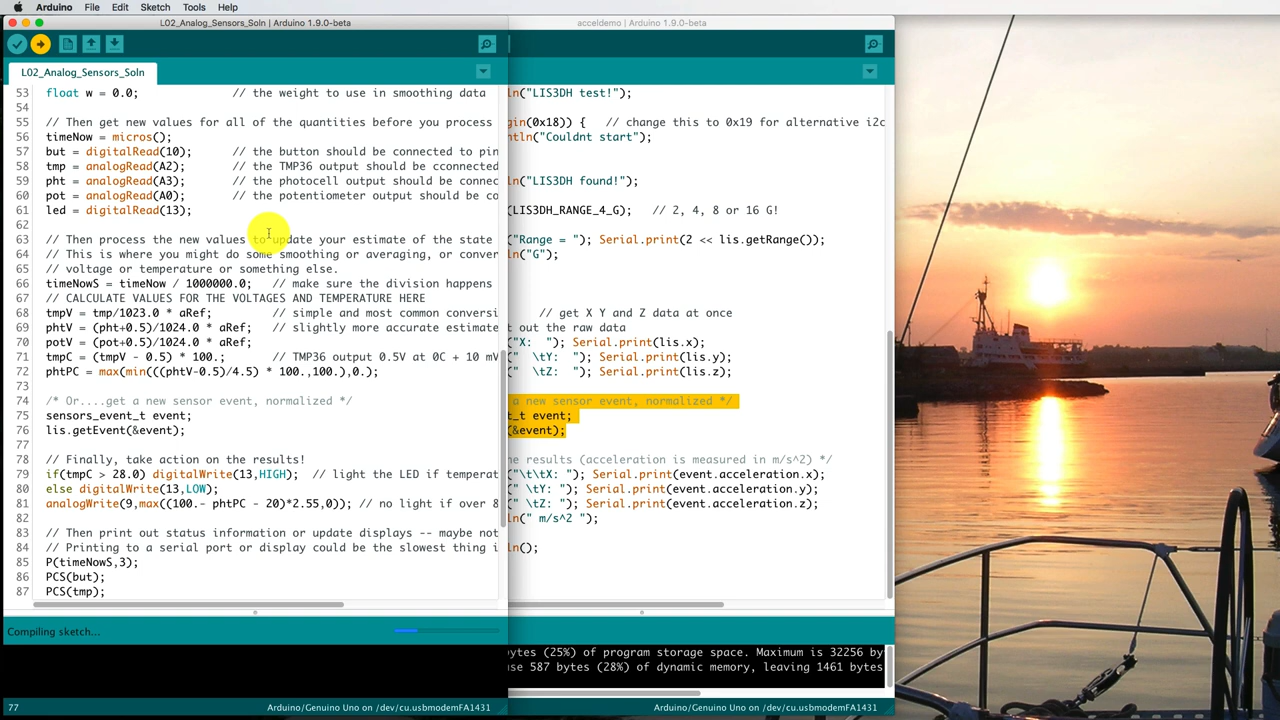 Arduino File Edit Sketch Tools Help
L02_Analog_Sensors_Soln | Arduino 1.9.0-beta
L02_Analog_Sensors_Soln
53 float w = 0.0; // the weight to use in smoothing data
54
55 // Then get new values for all of the quantities before you process
56 timeNow = micros();
57 but = digitalRead(10); // the button should be connected to pin
58 tmp = analogRead(A2); // the TMP36 output should be cconnected
59 pht = analogRead(A3); // the photocell output should be connec
60 pot = analogRead(A0); // the potentiometer output should be co
61 led = digitalRead(13);
62
63 // Then process the new values to update your estimate of the state
64 // This is where you might do some smoothing or averaging, or conver
65 // voltage or temperature or something else.
66 timeNowS = timeNow / 1000000.0; // make sure the division happens
67 // CALCULATE VALUES FOR THE VOLTAGES AND TEMPERATURE HERE
68 tmpV = tmp/1023.0 * aRef; // simple and most common conversi
69 phtV = (pht+0.5)/1024.0 * aRef; // slightly more accurate estimate
70 potV = (pot+0.5)/1024.0 * aRef;
71 tmpC = (tmpV - 0.5) * 100.; // TMP36 output 0.5V at 0C + 10 mV
72 phtPC = max(min(((phtV-0.5)/4.5) * 100.,100.),0.);
73
74 /* Or....get a new sensor event, normalized */
75 sensors_event_t event;
76 lis.getEvent(&event);
77
78 // Finally, take action on the results!
79 if(tmpC > 28.0) digitalWrite(13,HIGH); // light the LED if temperat
80 else digitalWrite(13,LOW);
81 analogWrite(9,max((100.- phtPC - 20)*2.55,0)); // no light if over 8
82
83 // Then print out status information or update displays -- maybe not
84 // Printing to a serial port or display could be the slowest thing i
85 P(timeNowS,3);
86 PCS(but);
87 PCS(tmp);
Compiling sketch...
77 Arduino/Genuino Uno on /dev/cu.usbmodemFA1431
acceldemo | Arduino 1.9.0-beta
ln("LIS3DH test!");
gin(0x18)) { // change this to 0x19 for alternative i2c
ntln("Couldnt start");
ln("LIS3DH found!");
(LIS3DH_RANGE_4_G); // 2, 4, 8 or 16 G!
("Range = "); Serial.print(2 << lis.getRange());
ln("G");
// get X Y and Z data at once
t out the raw data
("X: "); Serial.print(lis.x);
(" \tY: "); Serial.print(lis.y);
(" \tZ: "); Serial.print(lis.z);
a new sensor event, normalized */
t_t event;
(&event);
he results (acceleration is measured in m/s^2) */
("\t\tX: "); Serial.print(event.acceleration.x);
(" \tY: "); Serial.print(event.acceleration.y);
(" \tZ: "); Serial.print(event.acceleration.z);
ln(" m/s^2 ");
ln();
ytes (25%) of program storage space. Maximum is 32256 by
use 587 bytes (28%) of dynamic memory, leaving 1461 bytes
Arduino/Genuino Uno on /dev/cu.usbmodemFA1431